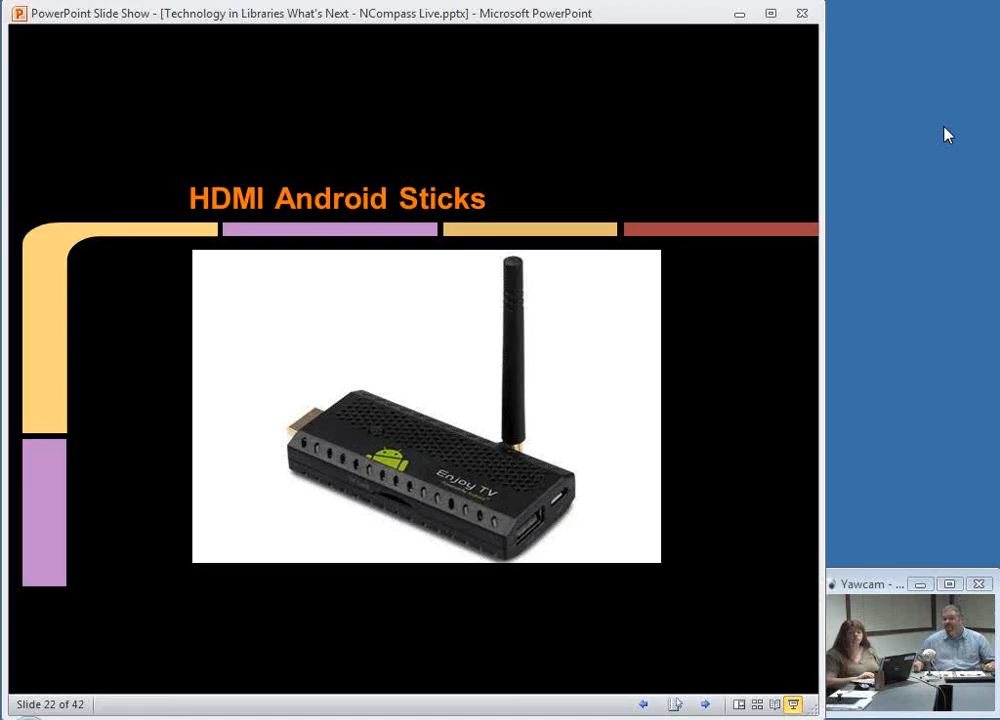 PowerPoint Slide Show - [Technology in Libraries What's Next - NCompass Live.pptx] - Microsoft PowerPoint
HDMI Android Sticks
Enjoy TV
Yawcam - ...
Slide 22 of 42